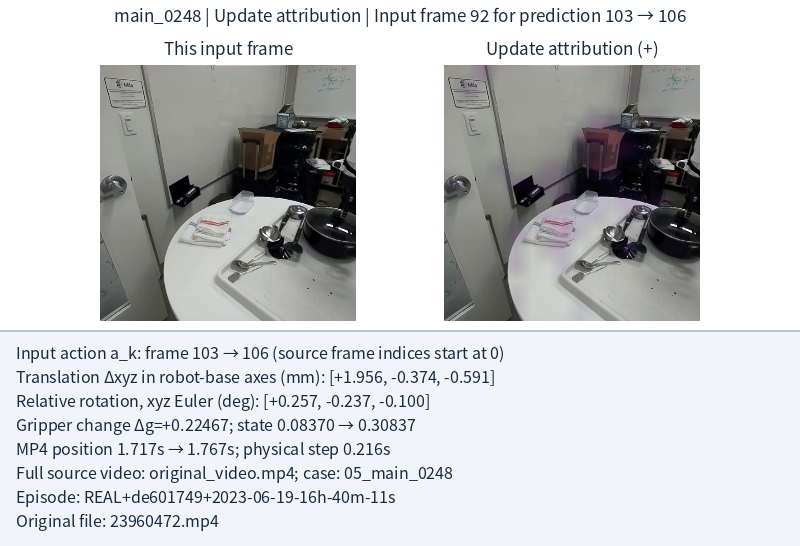 main_0248 | Update attribution | Input frame 92 for prediction 103 → 106
This input frame
Update attribution (+)
Input action a_k: frame 103 → 106 (source frame indices start at 0)
Translation Δxyz in robot-base axes (mm): [+1.956, -0.374, -0.591]
Relative rotation, xyz Euler (deg): [+0.257, -0.237, -0.100]
Gripper change Δg=+0.22467; state 0.08370 → 0.30837
MP4 position 1.717s → 1.767s; physical step 0.216s
Full source video: original_video.mp4; case: 05_main_0248
Episode: REAL+de601749+2023-06-19-16h-40m-11s
Original file: 23960472.mp4